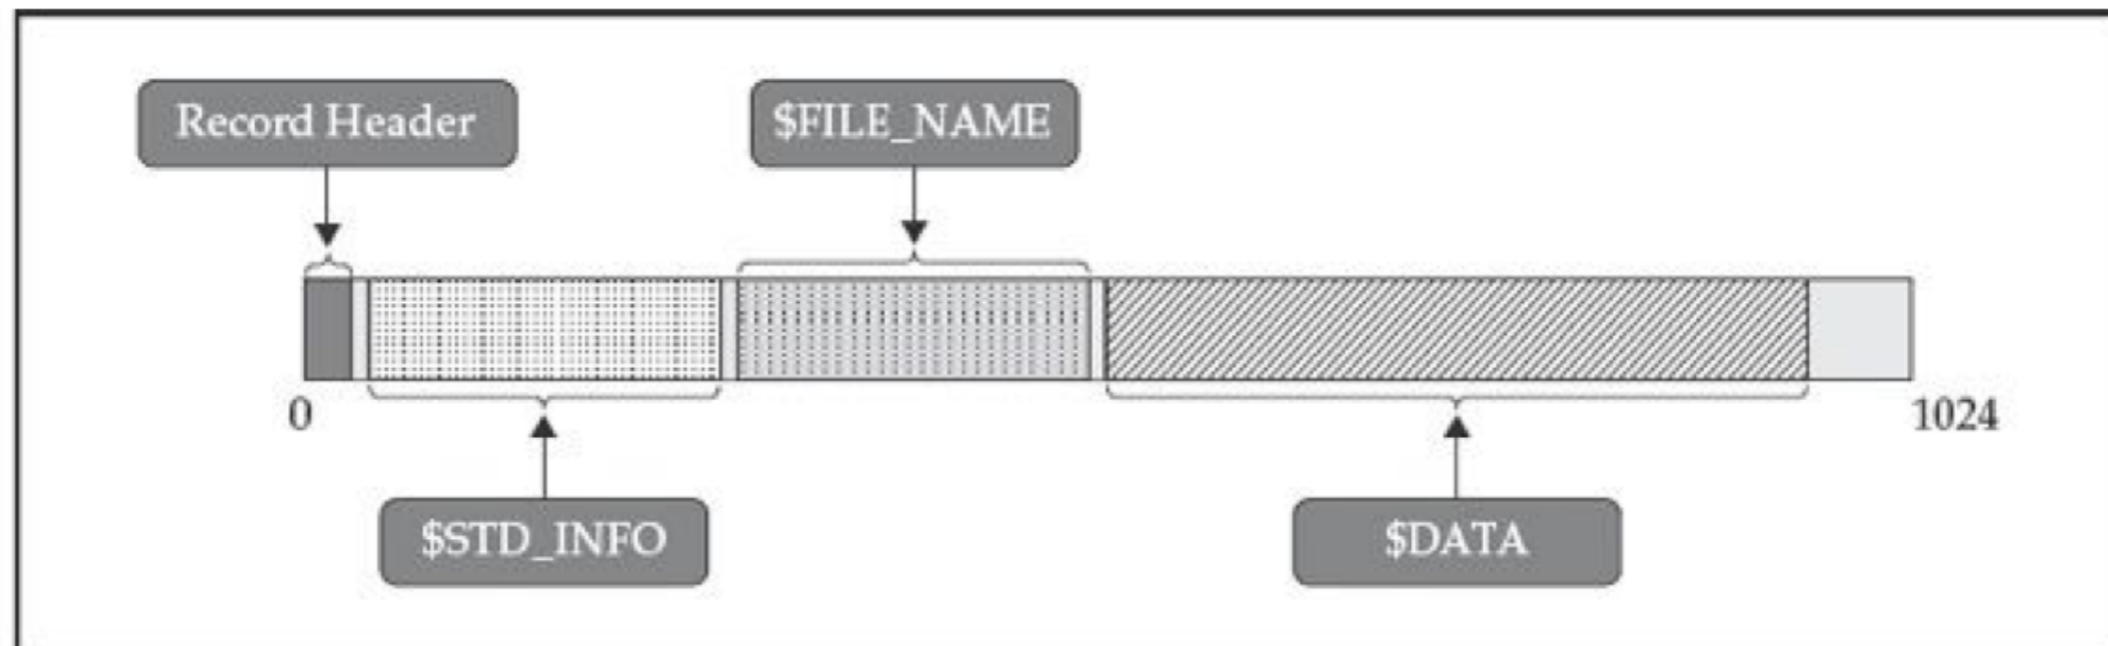 Record Header
$FILE_NAME
0
1024
$STD_INFO
$DATA